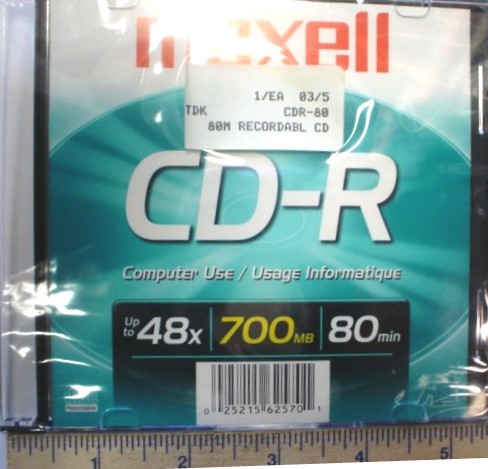 maxell
1/EA 03/5
TDK CDR-80
80M RECORDABL CD
CD-R
Computer Use / Usage Informatique
Up to 48x 700MB 80min
Recordable
0 25215 62570 1
1 2 3 4 5